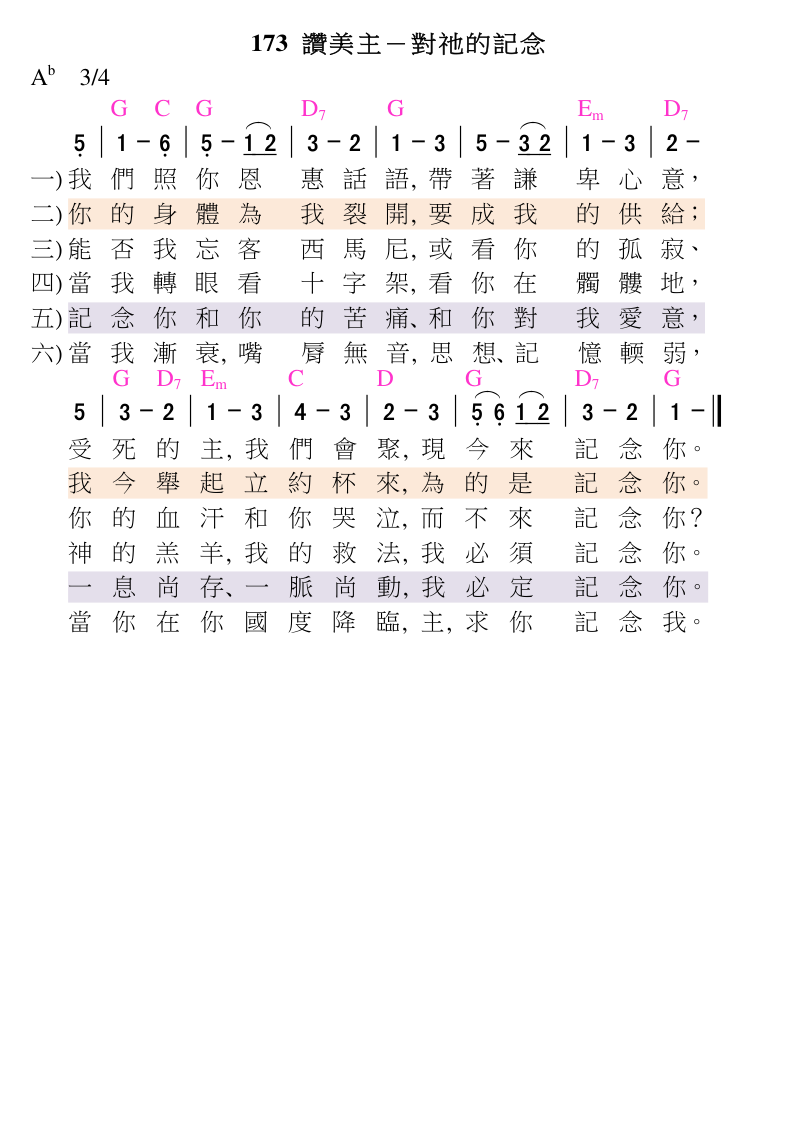 173 讚美主－對祂的記念
Ab 3/4
G C G D7 G Em D7
5 | 1 - 6 | 5 - 1 2 | 3 - 2 | 1 - 3 | 5 - 3 2 | 1 - 3 | 2 -
一) 我們照你恩惠話語, 帶著謙卑心意，
二) 你的身體為我裂開, 要成我的供給；
三) 能否我忘客西馬尼, 或看你的孤寂、
四) 當我轉眼看十字架, 看你在髑髏地，
五) 記念你和你的苦痛、和你對我愛意，
六) 當我漸衰, 嘴脣無音, 思想、記憶輭弱，
G D7 Em C D G D7 G
5 | 3 - 2 | 1 - 3 | 4 - 3 | 2 - 3 | 5 6 1 2 | 3 - 2 | 1 - ‖
受死的主, 我們會聚, 現今來記念你。
我今舉起立約杯來, 為的是記念你。
你的血汗和你哭泣, 而不來記念你？
神的羔羊, 我的救法, 我必須記念你。
一息尚存、一脈尚動, 我必定記念你。
當你在你國度降臨, 主, 求你記念我。